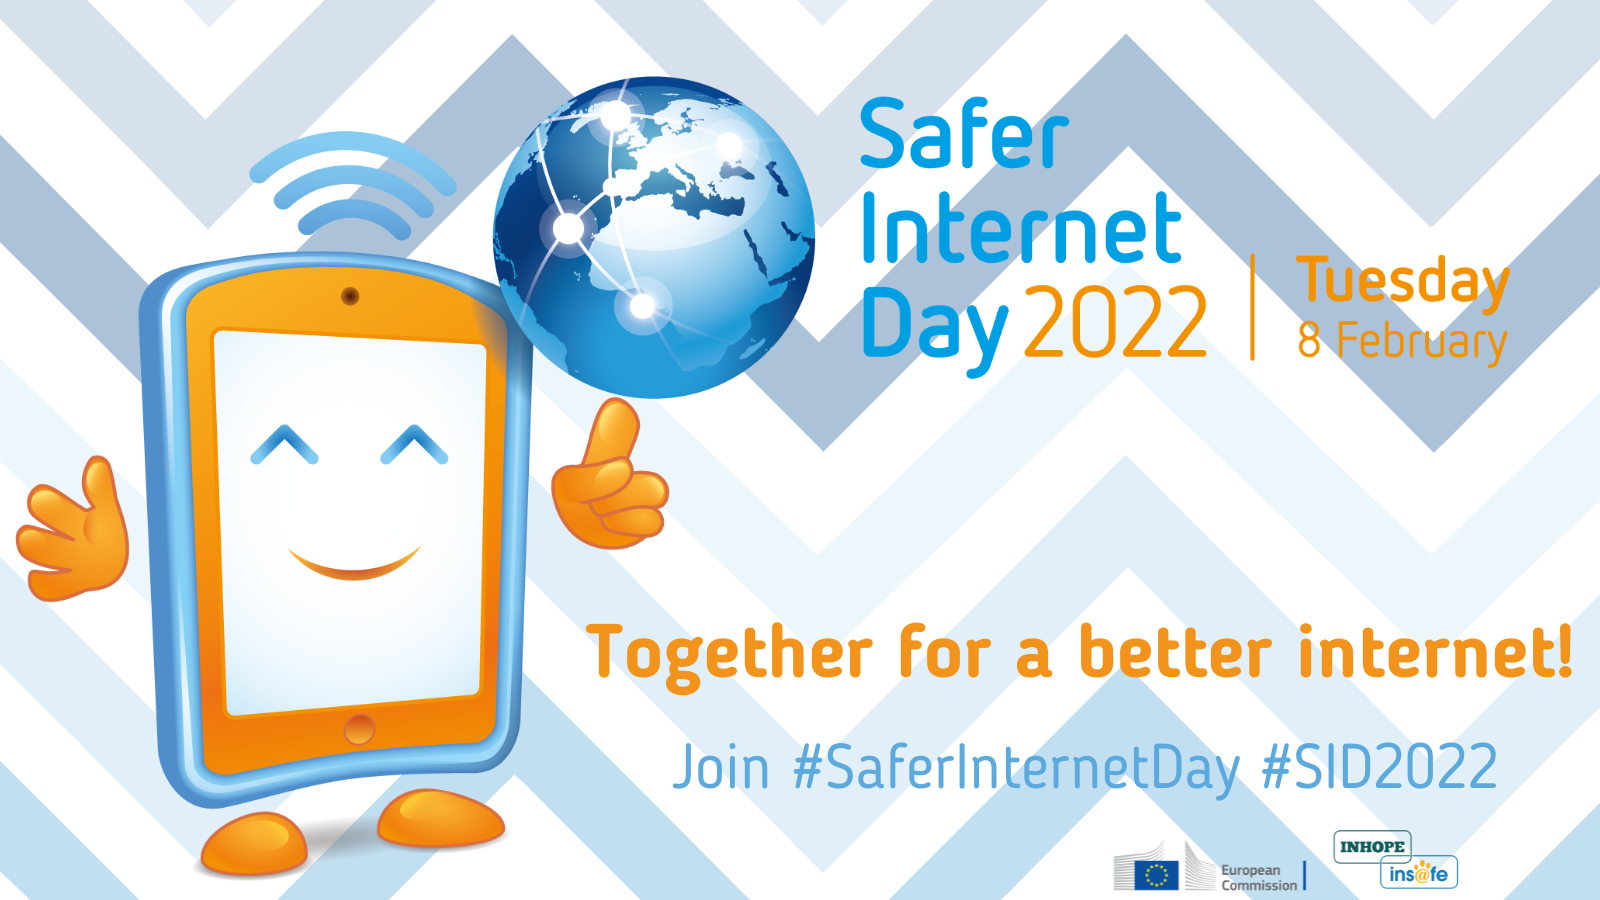 Safer
Internet
Day 2022
Tuesday
8 February
Together for a better internet!
Join #SaferInternetDay #SID2022
European
Commission
INHOPE
ins@fe